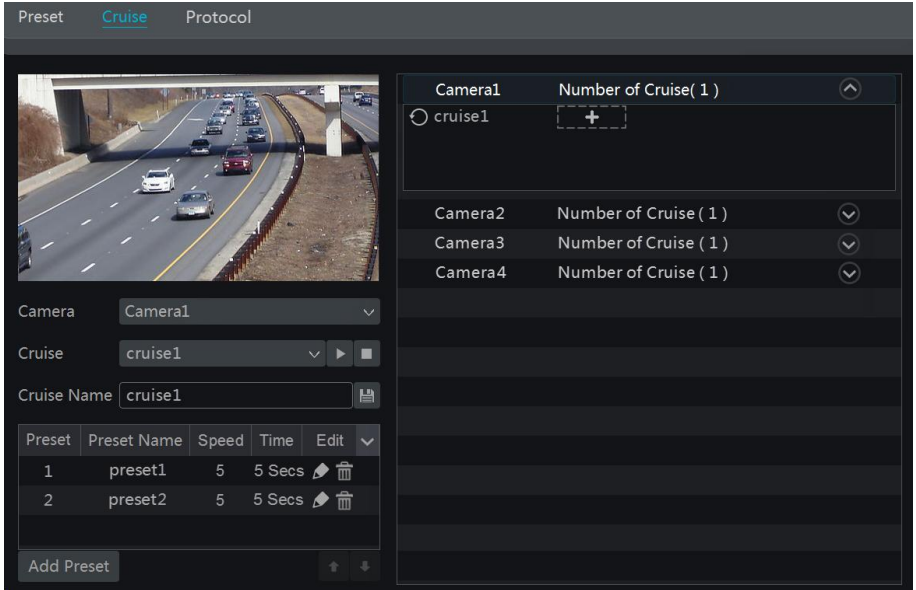 Preset Cruise Protocol
Camera Camera1
Cruise cruise1
Cruise Name cruise1
Preset Preset Name Speed Time Edit
1 preset1 5 5 Secs
2 preset2 5 5 Secs
Add Preset
Camera1 Number of Cruise( 1 )
cruise1 +
Camera2 Number of Cruise ( 1 )
Camera3 Number of Cruise ( 1 )
Camera4 Number of Cruise ( 1 )